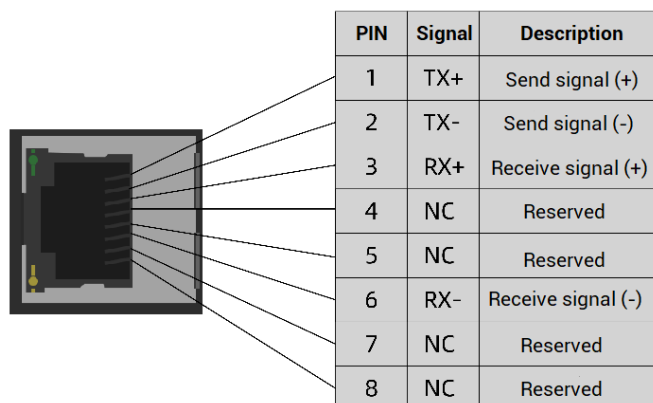 PIN Signal Description
1 TX+ Send signal (+)
2 TX- Send signal (-)
3 RX+ Receive signal (+)
4 NC Reserved
5 NC Reserved
6 RX- Receive signal (-)
7 NC Reserved
8 NC Reserved